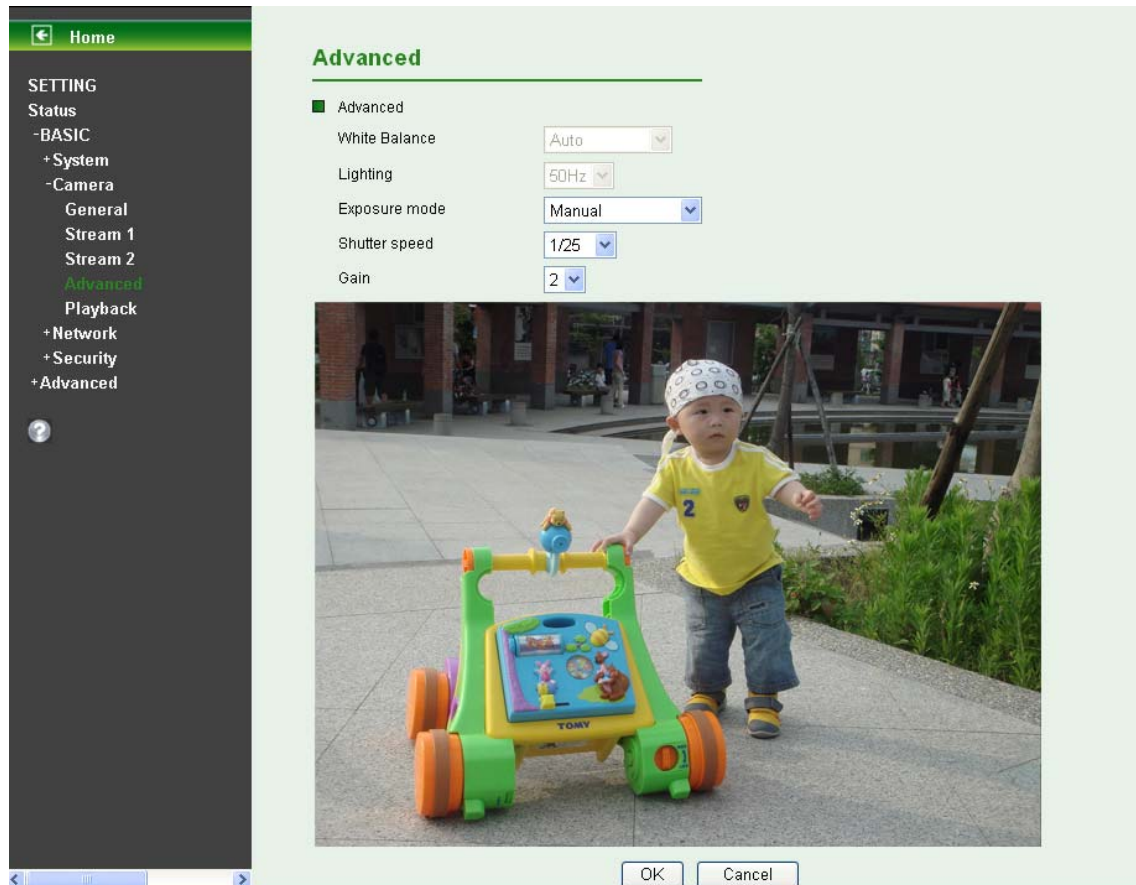 Home
SETTING
Status
-BASIC
+System
-Camera
General
Stream 1
Stream 2
Advanced
Playback
+Network
+Security
+Advanced
Advanced
Advanced
White Balance Auto
Lighting 50Hz
Exposure mode Manual
Shutter speed 1/25
Gain 2
2
TOMY
OK Cancel